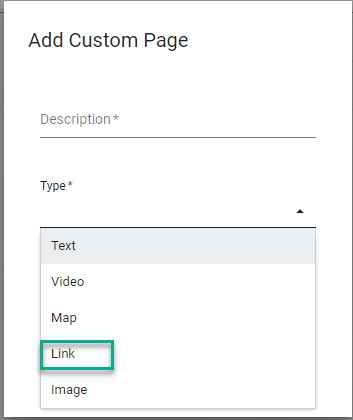 Add Custom Page
Description *
Type *
Text
Video
Map
Link
Image